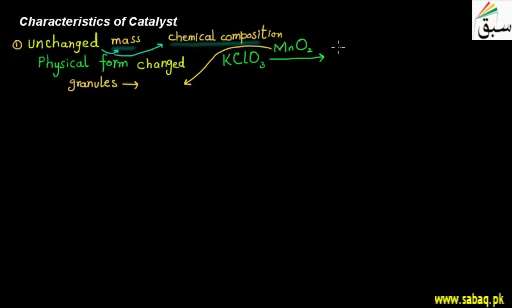 Characteristics of Catalyst
① Unchanged mass chemical composition
Physical form changed
KClO₃ MnO₂ →
granules →
سبق
www.sabaq.pk